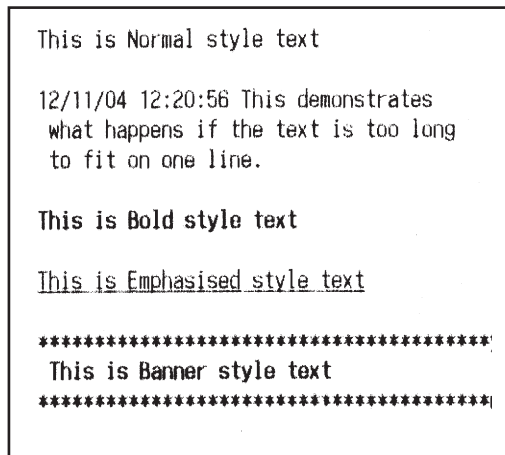 This is Normal style text
12/11/04 12:20:56 This demonstrates
what happens if the text is too long
to fit on one line.
This is Bold style text
This is Emphasised style text
****************************************
This is Banner style text
****************************************